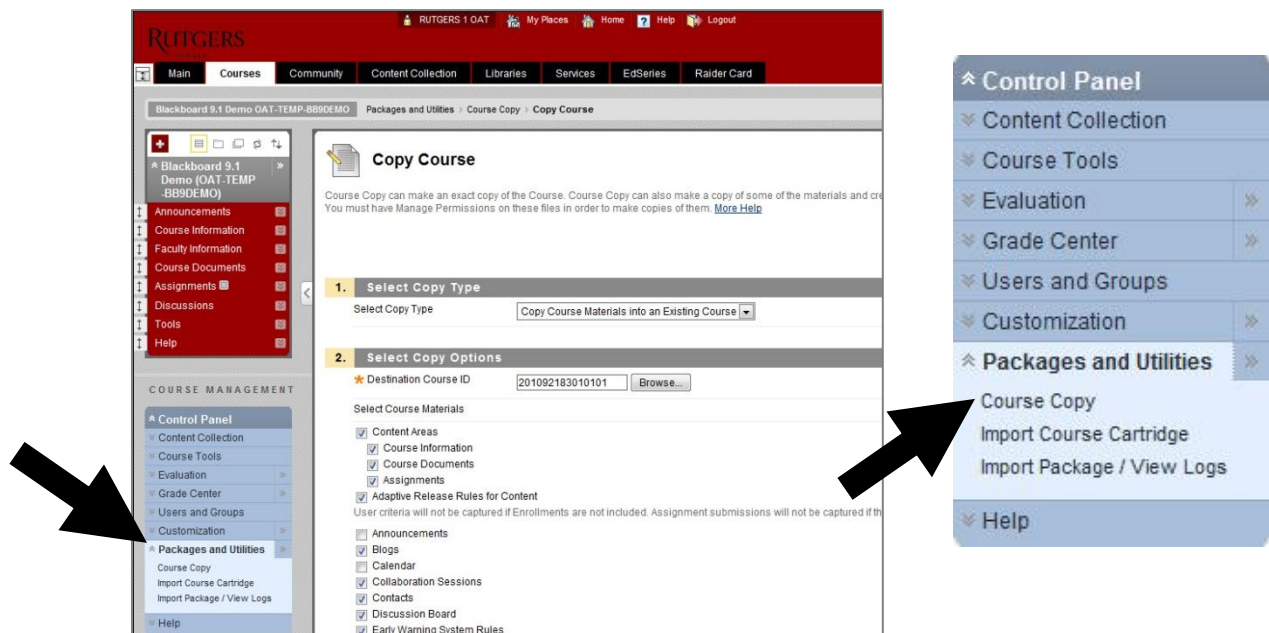 RUTGERS 1 OAT My Places Home Help Logout
RUTGERS
Main Courses Community Content Collection Libraries Services EdSeries Raider Card
Blackboard 9.1 Demo OAT-TEMP-BB9DEMO Packages and Utilities > Course Copy > Copy Course
Blackboard 9.1
Demo (OAT-TEMP
-BB9DEMO)
Announcements
Course Information
Faculty Information
Course Documents
Assignments
Discussions
Tools
Help
COURSE MANAGEMENT
Control Panel
Content Collection
Course Tools
Evaluation
Grade Center
Users and Groups
Customization
Packages and Utilities
Course Copy
Import Course Cartridge
Import Package / View Logs
Help
Copy Course
Course Copy can make an exact copy of the Course. Course Copy can also make a copy of some of the materials and cre
You must have Manage Permissions on these files in order to make copies of them. More Help
1. Select Copy Type
Select Copy Type Copy Course Materials into an Existing Course
2. Select Copy Options
Destination Course ID 201092183010101 Browse...
Select Course Materials
Content Areas
Course Information
Course Documents
Assignments
Adaptive Release Rules for Content
User criteria will not be captured if Enrollments are not included. Assignment submissions will not be captured if th
Announcements
Blogs
Calendar
Collaboration Sessions
Contacts
Discussion Board
Early Warning System Rules
Control Panel
Content Collection
Course Tools
Evaluation
Grade Center
Users and Groups
Customization
Packages and Utilities
Course Copy
Import Course Cartridge
Import Package / View Logs
Help